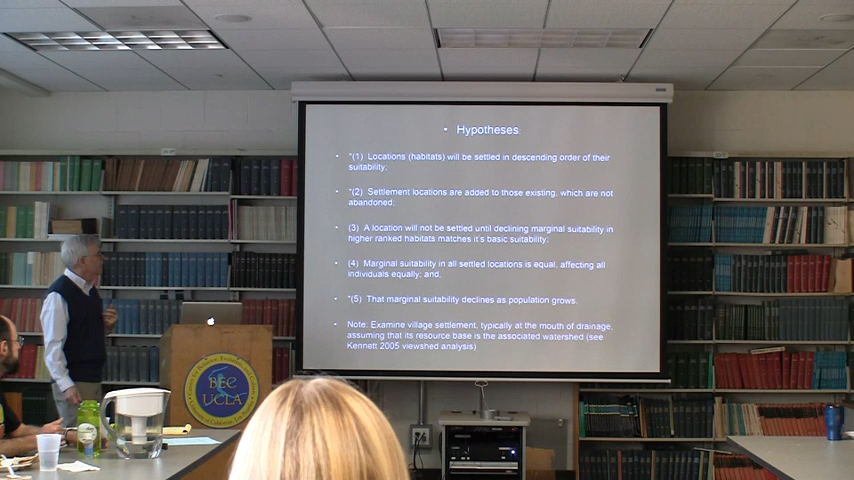 • Hypotheses.
• *(1) Locations (habitats) will be settled in descending order of their
suitability;
• *(2) Settlement locations are added to those existing, which are not
abandoned;
• (3) A location will not be settled until declining marginal suitability in
higher ranked habitats matches it's basic suitability;
• (4) Marginal suitability in all settled locations is equal, affecting all
individuals equally; and,
• *(5) That marginal suitability declines as population grows.
• Note: Examine village settlement, typically at the mouth of drainage,
assuming that its resource base is the associated watershed (see
Kennett 2005 viewshed analysis)
BEC
UCLA